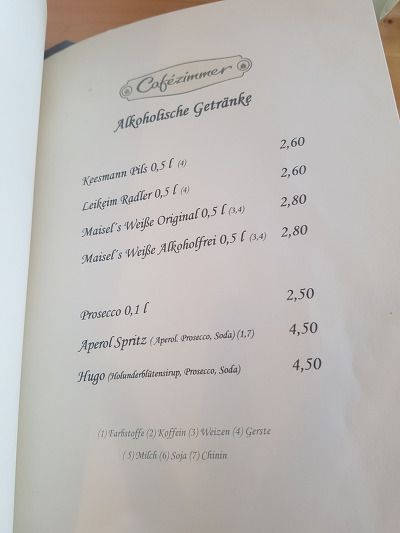 Cafézimmer
Alkoholische Getränke
Keesmann Pils 0,5 l (4) 2,60
Leikeim Radler 0,5 l (4) 2,60
Maisel´s Weiße Original 0,5 l (3,4) 2,80
Maisel´s Weiße Alkoholfrei 0,5 l (3,4) 2,80
Prosecco 0,1 l 2,50
Aperol Spritz (Aperol. Prosecco, Soda) (1,7) 4,50
Hugo (Holunderblütensirup, Prosecco, Soda) 4,50
(1) Farbstoffe (2) Koffein (3) Weizen (4) Gerste
(5) Milch (6) Soja (7) Chinin